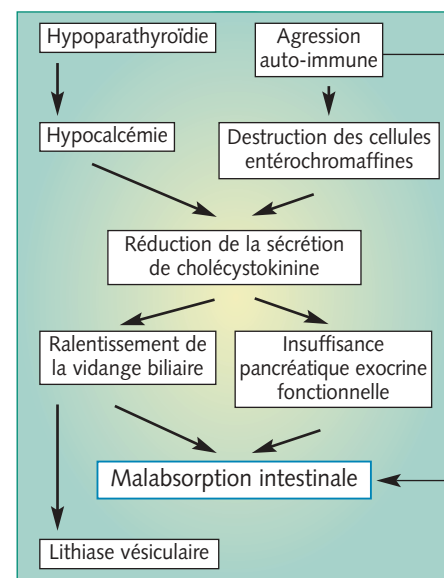 Hypoparathyroïdie
Agression
auto-immune
Hypocalcémie
Destruction des cellules
entérochromaffines
Réduction de la sécrétion
de cholécystokinine
Ralentissement de
la vidange biliaire
Insuffisance
pancréatique exocrine
fonctionnelle
Malabsorption intestinale
Lithiase vésiculaire